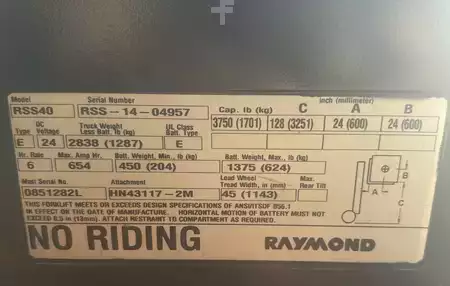 Model Serial Number
RSS40 RSS-14-04957
inch (millimeter)
Cap. lb (kg) C A B
3750 (1701) 128 (3251) 24 (600) 24 (600)
Type DC Voltage Truck Weight Less Batt. lb (kg) UL Class Batt. Type
E 24 2838 (1287) E
Hr. Rate Max. Amp Hr. Batt. Weight, Min. lb (kg) Batt. Weight, Max. lb (kg)
6 654 450 (204) 1375 (624)
Mast Serial No. Attachment Lead Wheel Tread Width, in (mm) Max. Rear Tilt
0851282L HN43117-2M 45 (1143)
A B C
THIS FORKLIFT MEETS OR EXCEEDS DESIGN SPECIFICATIONS OF ANSI/ITSDF B56.1
IN EFFECT ON THE DATE OF MANUFACTURE. HORIZONTAL MOTION OF BATTERY MUST NOT
EXCEED 0.5 in (13mm). ATTACH RESTRAINT TO COMPARTMENT AS REQUIRED.
NO RIDING RAYMOND